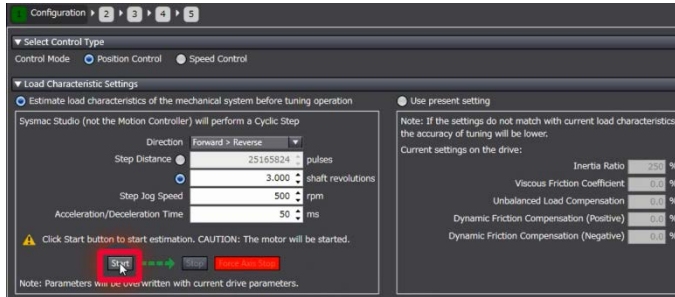 1 Configuration 2 3 4 5
Select Control Type
Control Mode Position Control Speed Control
Load Characteristic Settings
Estimate load characteristics of the mechanical system before tuning operation
Sysmac Studio (not the Motion Controller) will perform a Cyclic Step
Direction Forward > Reverse
Step Distance 25165824 pulses
3.000 shaft revolutions
Step Jog Speed 500 rpm
Acceleration/Deceleration Time 50 ms
Click Start button to start estimation. CAUTION: The motor will be started.
Start Stop Force Axis Stop
Note: Parameters will be overwritten with current drive parameters.
Use present setting
Note: If the settings do not match with current load characteristics
the accuracy of tuning will be lower.
Current settings on the drive:
Inertia Ratio 250 %
Viscous Friction Coefficient 0.0 %
Unbalanced Load Compensation 0.0 %
Dynamic Friction Compensation (Positive) 0.0 %
Dynamic Friction Compensation (Negative) 0.0 %